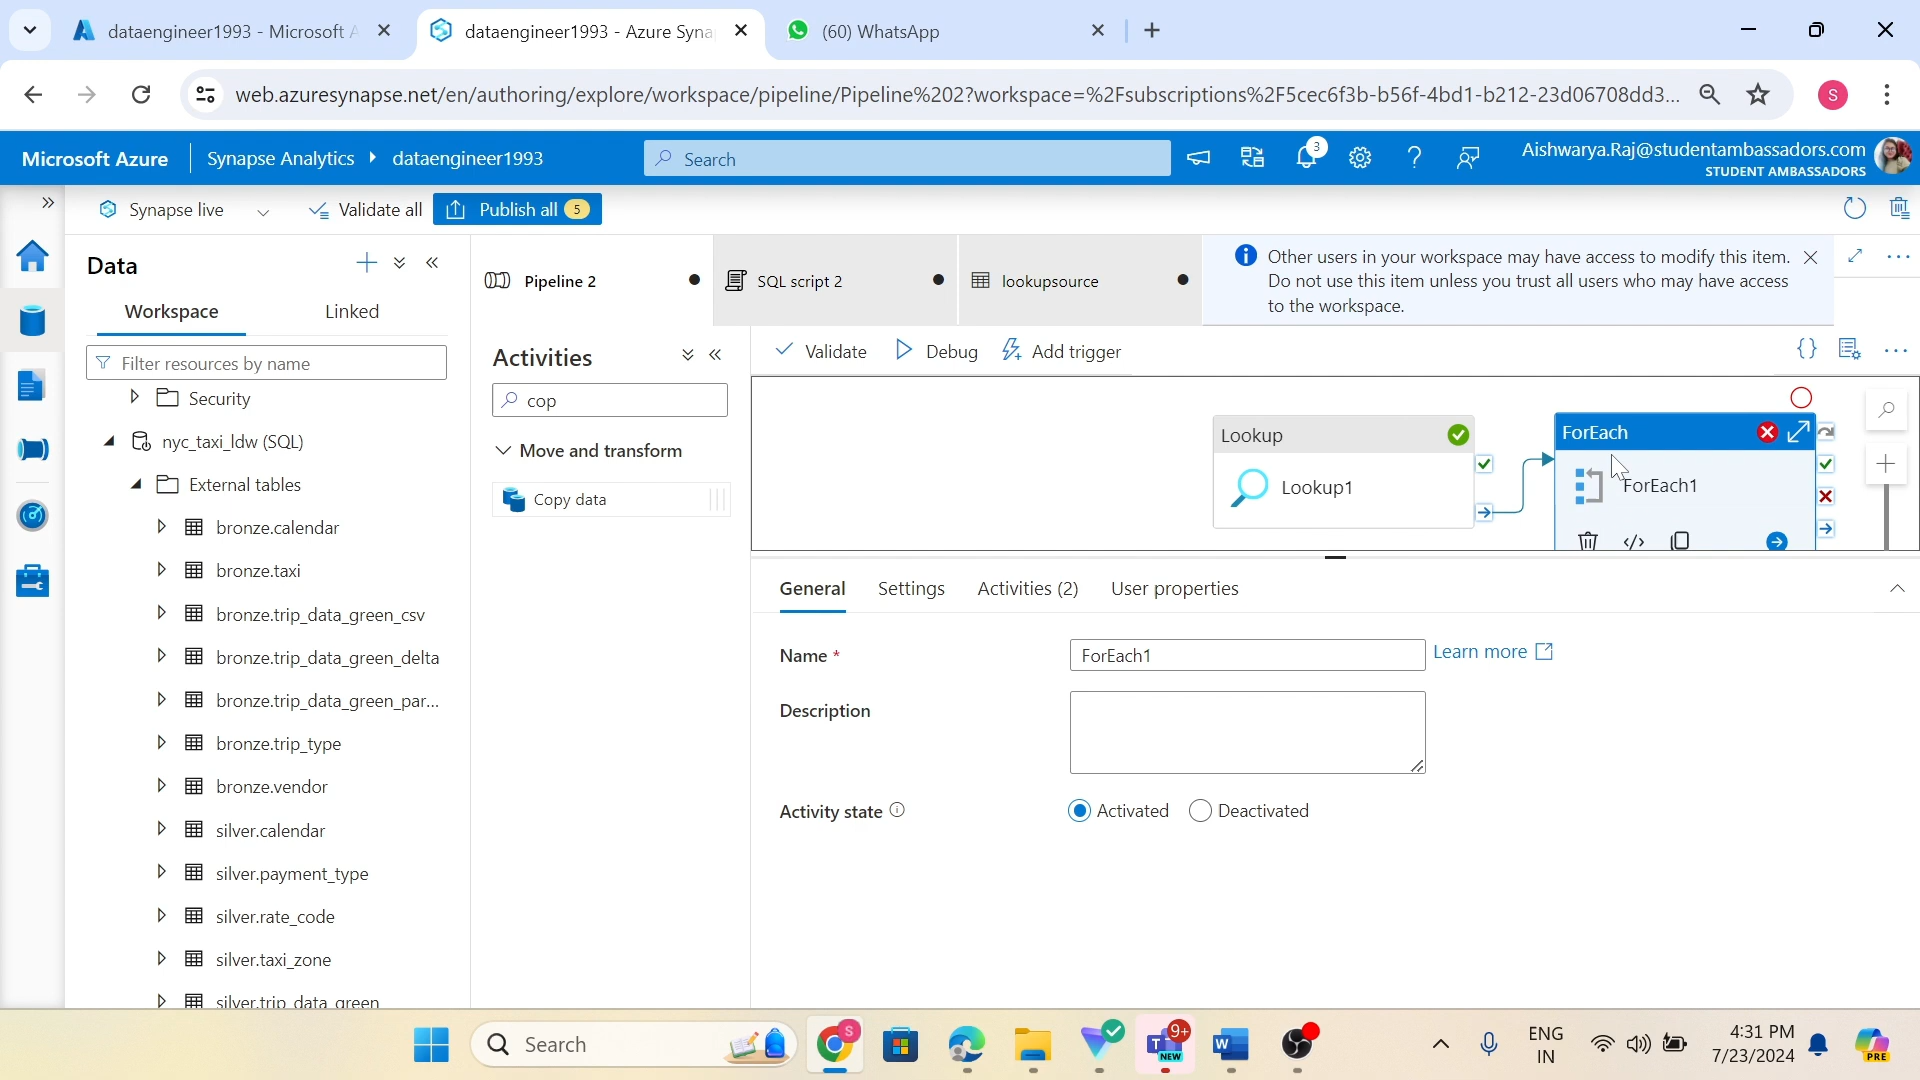 dataengineer1993 - Microsoft A
dataengineer1993 - Azure Syna
(60) WhatsApp
web.azuresynapse.net/en/authoring/explore/workspace/pipeline/Pipeline%202?workspace=%2Fsubscriptions%2F5cec6f3b-b56f-4bd1-b212-23d06708dd3...
S
Microsoft Azure
Synapse Analytics
dataengineer1993
Search
3
Aishwarya.Raj@studentambassadors.com
STUDENT AMBASSADORS
Synapse live
Validate all
Publish all 5
Data
Workspace
Linked
Filter resources by name
Security
nyc_taxi_ldw (SQL)
External tables
bronze.calendar
bronze.taxi
bronze.trip_data_green_csv
bronze.trip_data_green_delta
bronze.trip_data_green_par...
bronze.trip_type
bronze.vendor
silver.calendar
silver.payment_type
silver.rate_code
silver.taxi_zone
silver.trip_data_green
Pipeline 2
SQL script 2
lookupsource
Other users in your workspace may have access to modify this item.
Do not use this item unless you trust all users who may have access
to the workspace.
Activities
cop
Move and transform
Copy data
Validate
Debug
Add trigger
Lookup
Lookup1
ForEach
ForEach1
General
Settings
Activities (2)
User properties
Name *
ForEach1
Learn more
Description
Activity state
Activated
Deactivated
Search
S
9+
NEW
ENG
IN
4:31 PM
7/23/2024
PRE